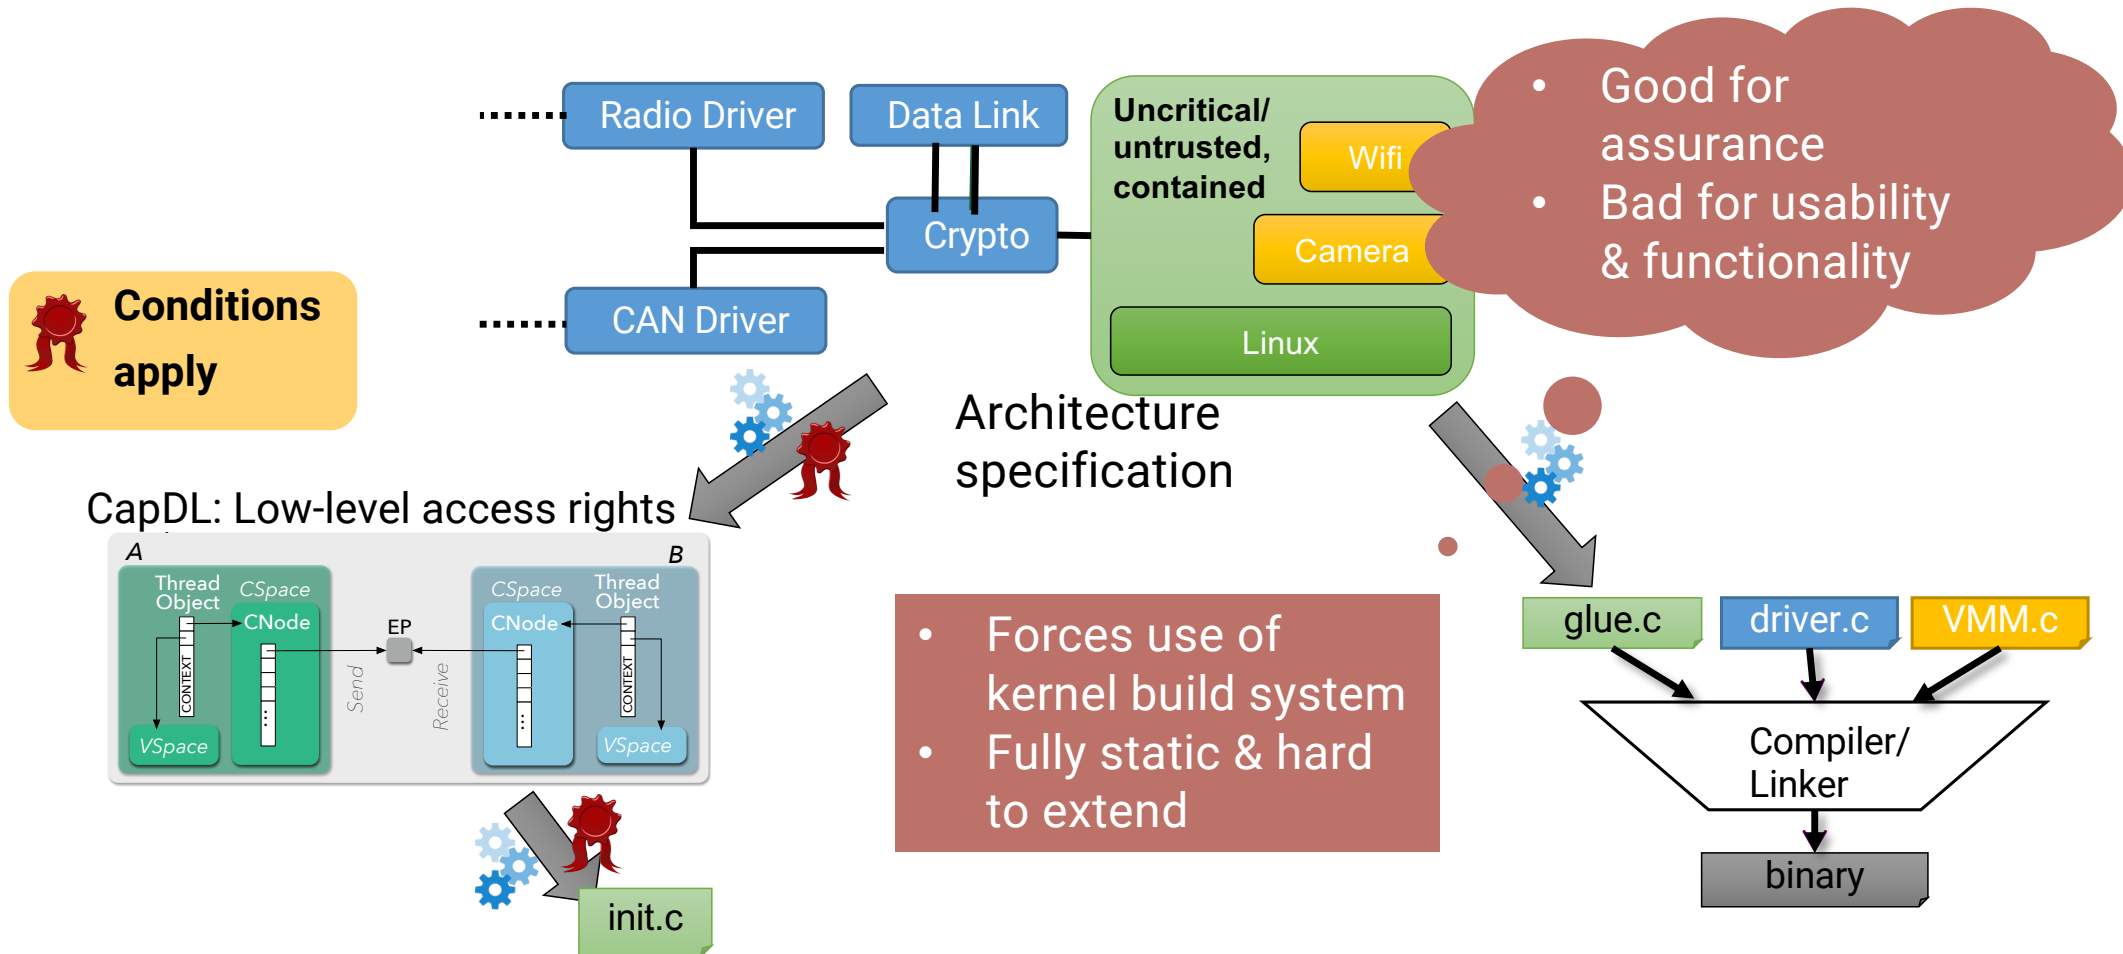 Radio Driver
Data Link
Uncritical/
untrusted,
contained
Wifi
Camera
Linux
Crypto
CAN Driver
• Good for
assurance
• Bad for usability
& functionality
Conditions
apply
Architecture
specification
CapDL: Low-level access rights
A
B
Thread
Object
CSpace
CNode
CONTEXT
VSpace
EP
Send
Receive
CSpace
CNode
Thread
Object
CONTEXT
VSpace
init.c
• Forces use of
kernel build system
• Fully static & hard
to extend
glue.c
driver.c
VMM.c
Compiler/
Linker
binary